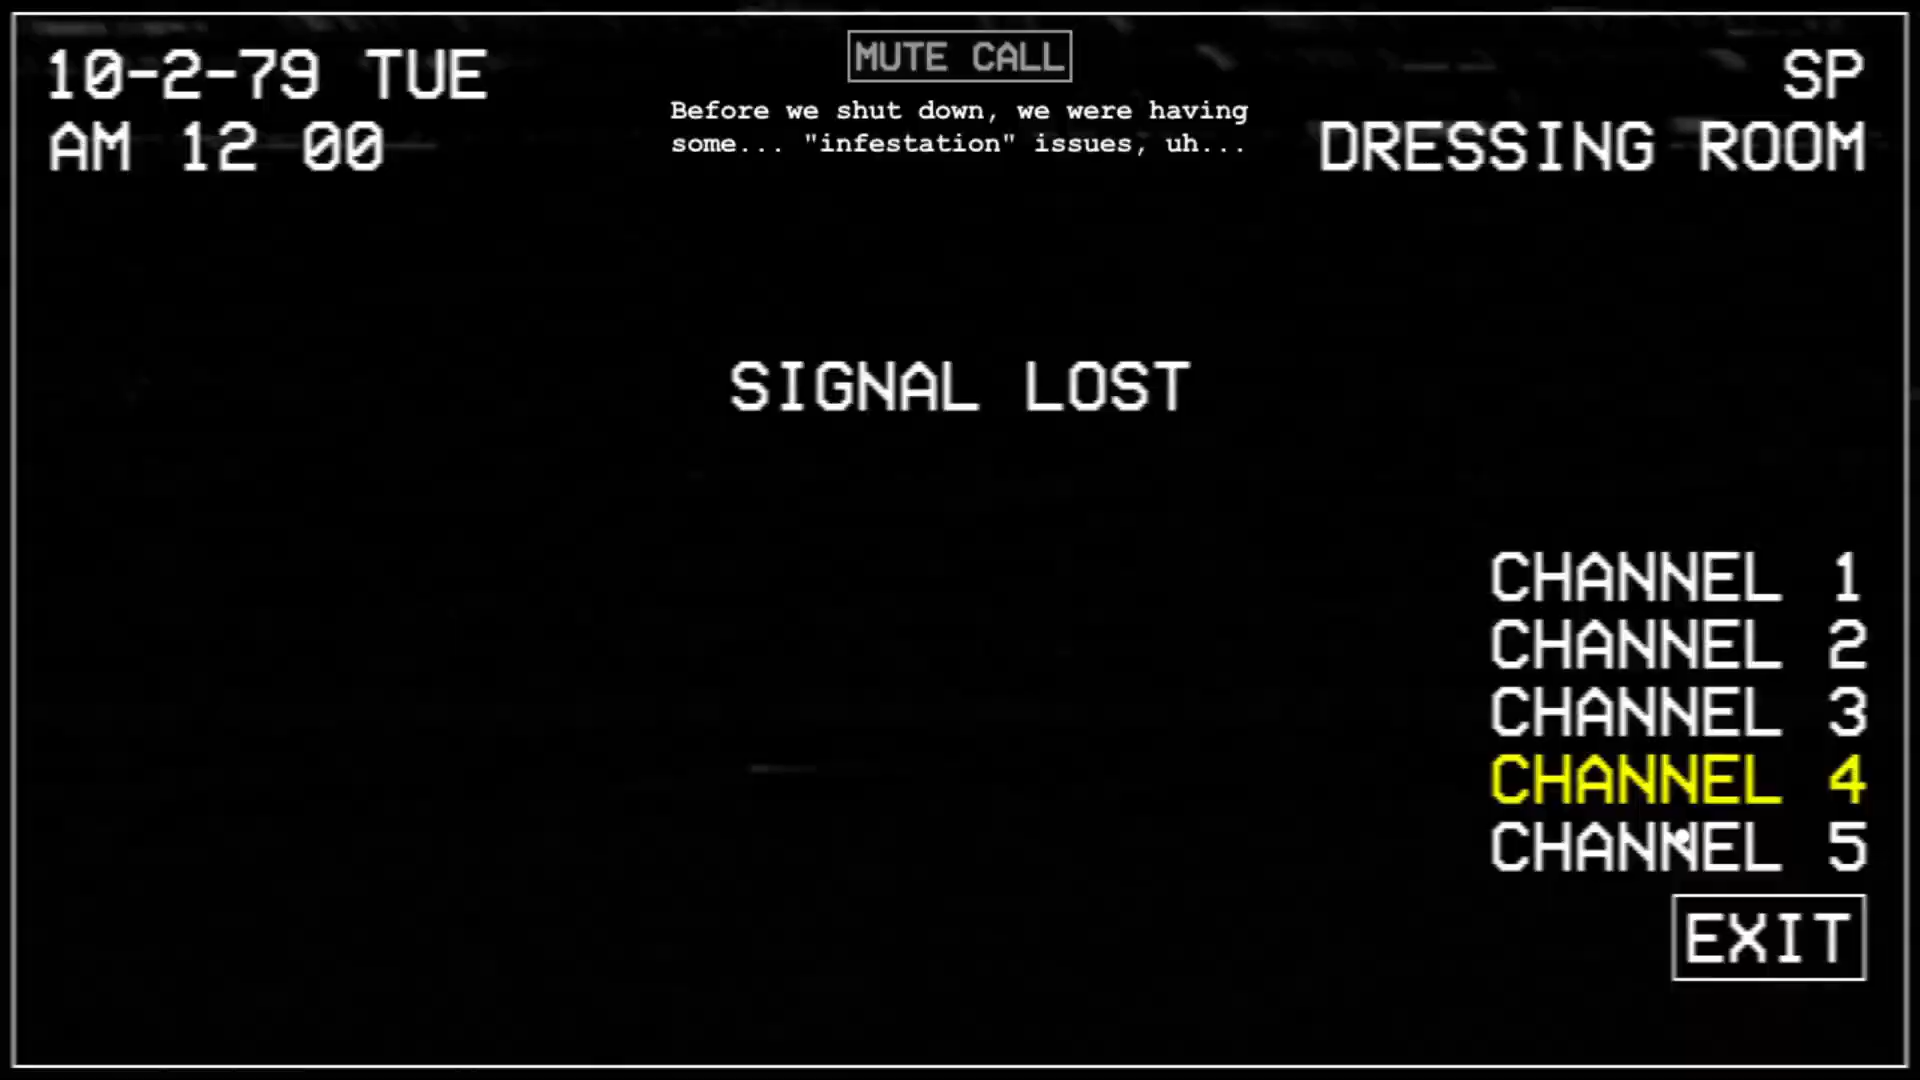 10-2-79 TUE
AM 12 00
MUTE CALL
Before we shut down, we were having
some... "infestation" issues, uh...
SP
DRESSING ROOM
SIGNAL LOST
CHANNEL 1
CHANNEL 2
CHANNEL 3
CHANNEL 4
CHANNEL 5
EXIT